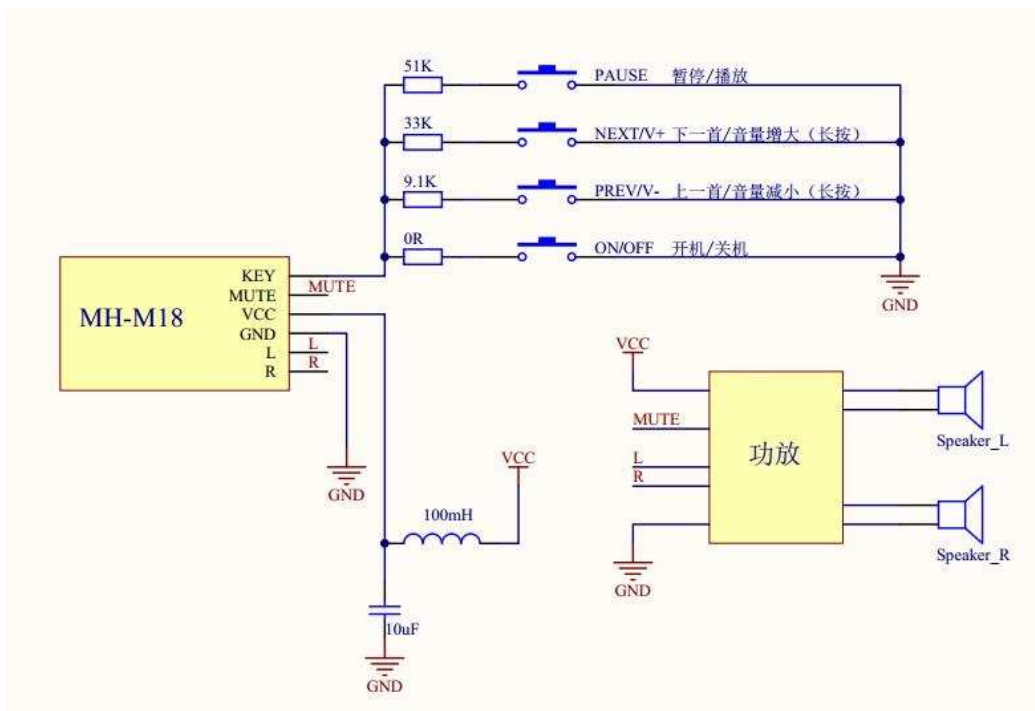 51K
PAUSE 暂停/播放
33K
NEXT/V+ 下一首/音量增大（长按）
9.1K
PREV/V- 上一首/音量减小（长按）
0R
ON/OFF 开机/关机
GND
MH-M18
KEY
MUTE
VCC
GND
L
R
MUTE
L
R
GND
VCC
100mH
10uF
GND
VCC
MUTE
L
R
GND
功放
Speaker_L
Speaker_R